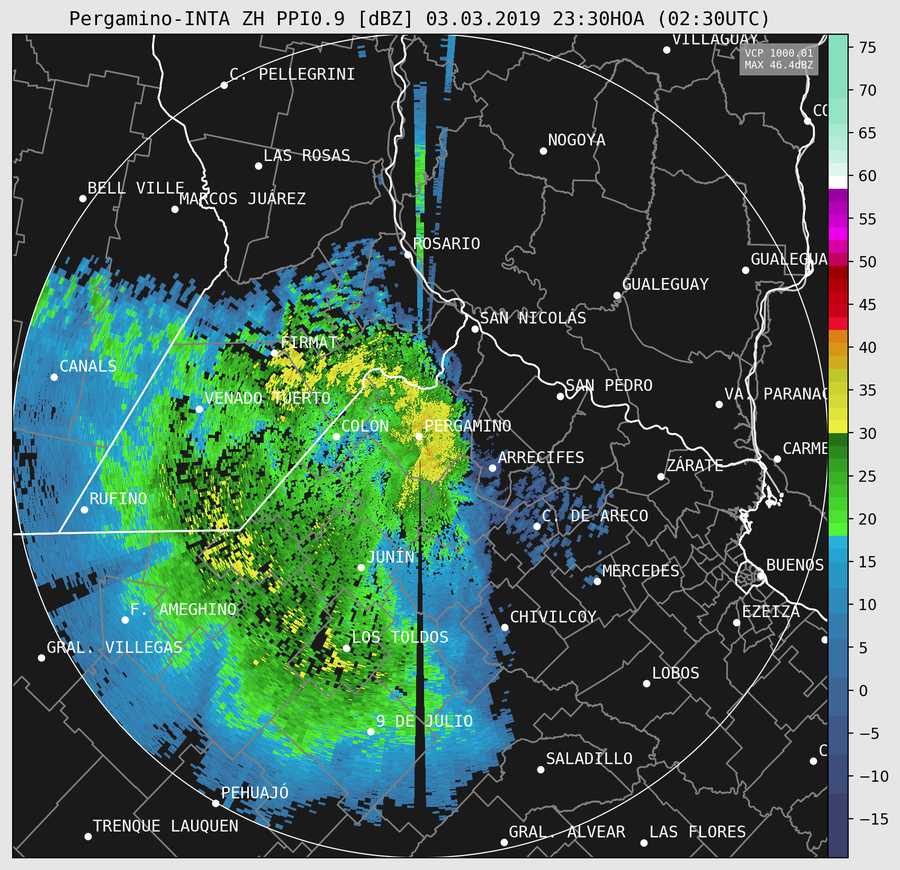 Pergamino-INTA ZH PPI0.9 [dBZ] 03.03.2019 23:30HOA (02:30UTC)
VILLAGUAY
VCP 1000.01
MAX 46.4dBZ
75
C. PELLEGRINI
70
CO
NOGOYA
65
LAS ROSAS
60
BELL VILLE
MARCOS JUÁREZ
55
ROSARIO
GUALEGUA
50
GUALEGUAY
45
SAN NICOLÁS
FIRMAT
40
CANALS
SAN PEDRO
VA. PARANAC
35
VENADO TUERTO
COLÓN
PERGAMINO
30
CARME
ARRECIFES
ZÁRATE
25
RUFINO
C. DE ARECO
20
JUNÍN
MERCEDES
BUENOS
15
F. AMEGHINO
EZEIZA
10
CHIVILCOY
LOS TOLDOS
GRAL. VILLEGAS
5
LOBOS
0
9 DE JULIO
−5
SALADILLO
C
−10
PEHUAJÓ
−15
TRENQUE LAUQUEN
GRAL. ALVEAR
LAS FLORES